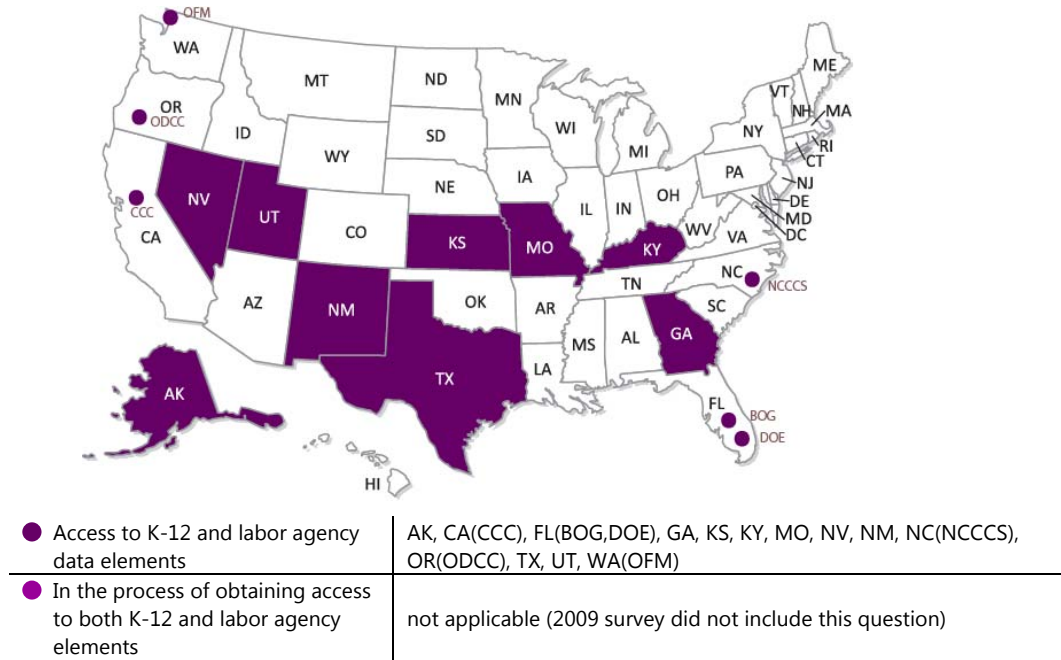 OFM
WA
ME
MT
ND
VT
MN
NH
MA
OR
ODCC
ID
SD
WI
NY
RI
CT
MI
WY
PA
NJ
IA
NE
OH
DE
NV
IL
IN
MD
UT
WV
DC
CCC
CO
VA
CA
KS
MO
KY
NC
NCCCS
TN
AZ
NM
OK
AR
SC
GA
MS
AL
LA
TX
AK
FL
BOG
DOE
HI
Access to K-12 and labor agency
data elements
AK, CA(CCC), FL(BOG,DOE), GA, KS, KY, MO, NV, NM, NC(NCCCS),
OR(ODCC), TX, UT, WA(OFM)
In the process of obtaining access
to both K-12 and labor agency
elements
not applicable (2009 survey did not include this question)